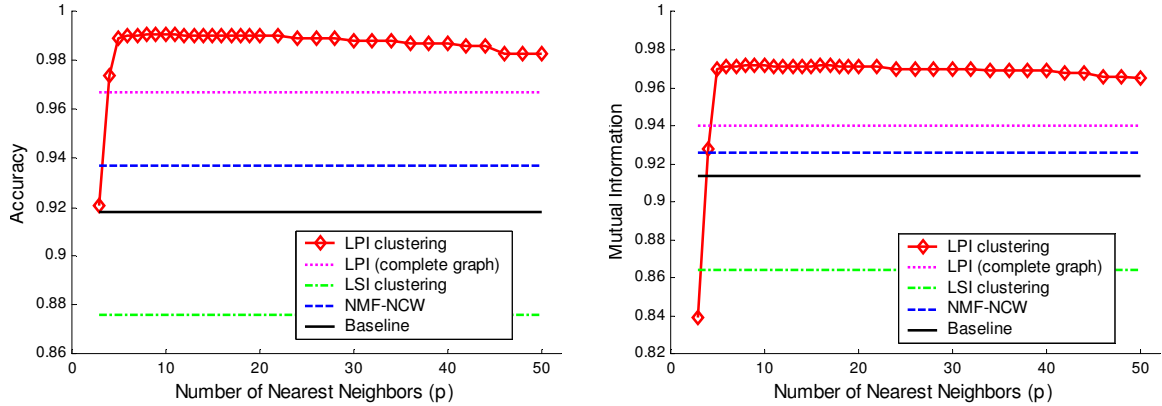 1
0.98
0.96
0.94
0.92
0.9
0.88
0.86
0
10
20
30
40
50
Accuracy
Number of Nearest Neighbors (p)
LPI clustering
LPI (complete graph)
LSI clustering
NMF-NCW
Baseline
1
0.98
0.96
0.94
0.92
0.9
0.88
0.86
0.84
0.82
0
10
20
30
40
50
Mutual Information
Number of Nearest Neighbors (p)
LPI clustering
LPI (complete graph)
LSI clustering
NMF-NCW
Baseline